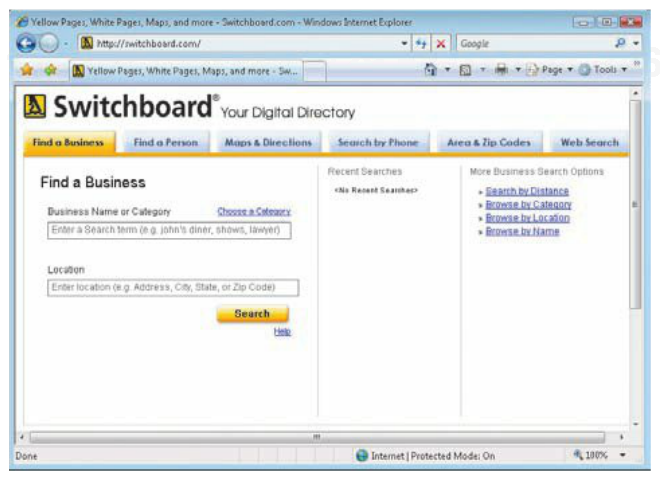 Yellow Pages, White Pages, Maps, and more - Switchboard.com - Windows Internet Explorer
http://switchboard.com/
Google
Yellow Pages, White Pages, Maps, and more - Sw...
Page
Tools
Switchboard® Your Digital Directory
Find a Business Find a Person Maps & Directions Search by Phone Area & Zip Codes Web Search
Find a Business
Business Name or Category Choose a Category
Enter a Search term (e.g. john's diner, shows, lawyer)
Location
Enter location (e.g. Address, City, State, or Zip Code)
Search
Help
Recent Searches
<No Recent Searches>
More Business Search Options
» Search by Distance
» Browse by Category
» Browse by Location
» Browse by Name
Done Internet | Protected Mode: On 100%